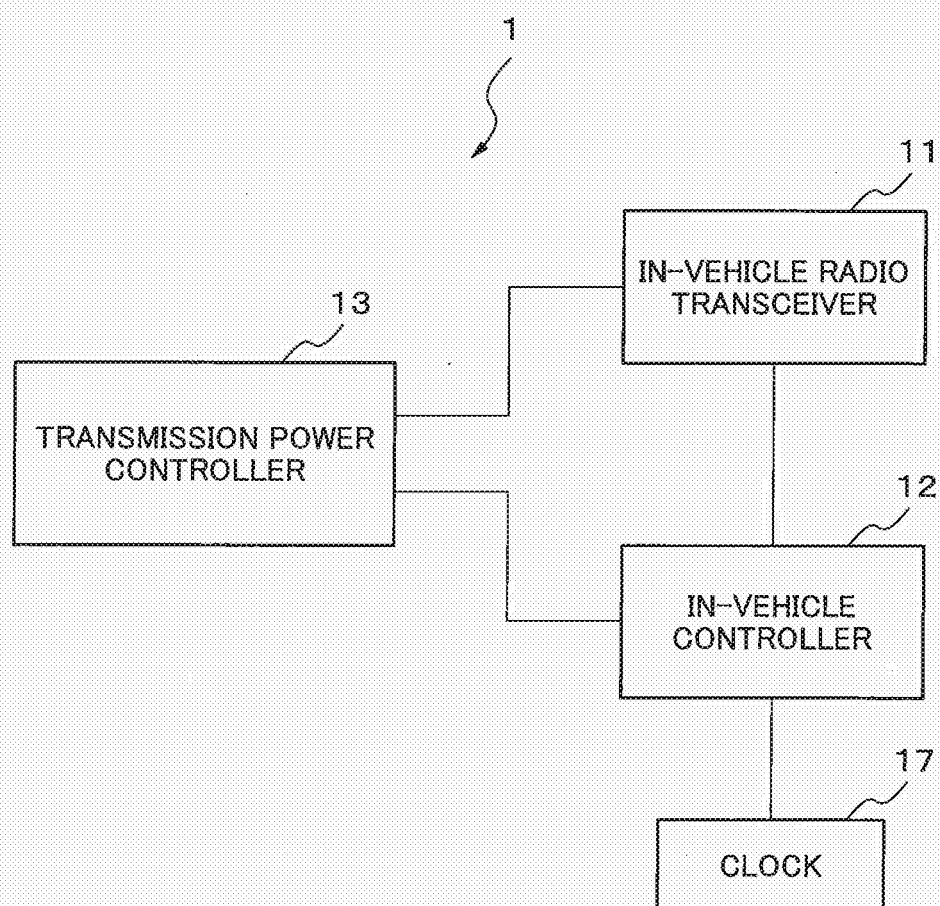 1
11
IN-VEHICLE RADIO
TRANSCEIVER
13
TRANSMISSION POWER
CONTROLLER
12
IN-VEHICLE
CONTROLLER
17
CLOCK